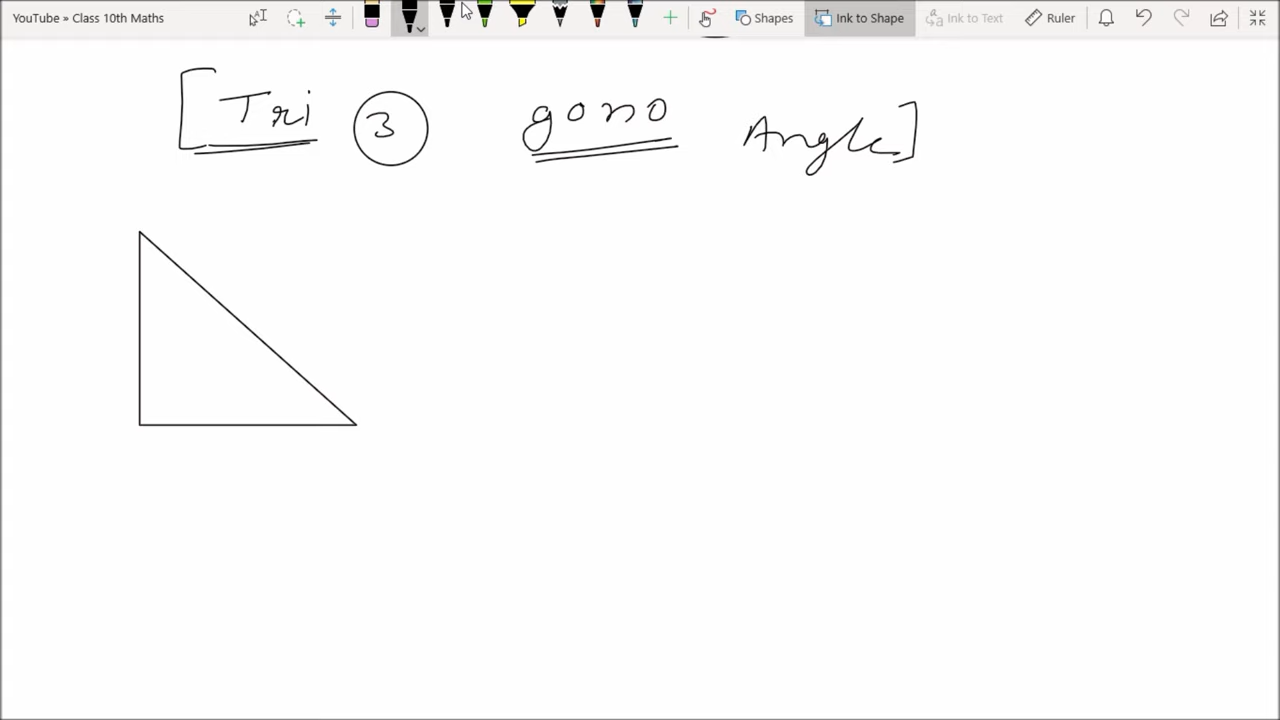 YouTube » Class 10th Maths
Shapes Ink to Shape Ink to Text Ruler
[Tri 3 gono Angle]